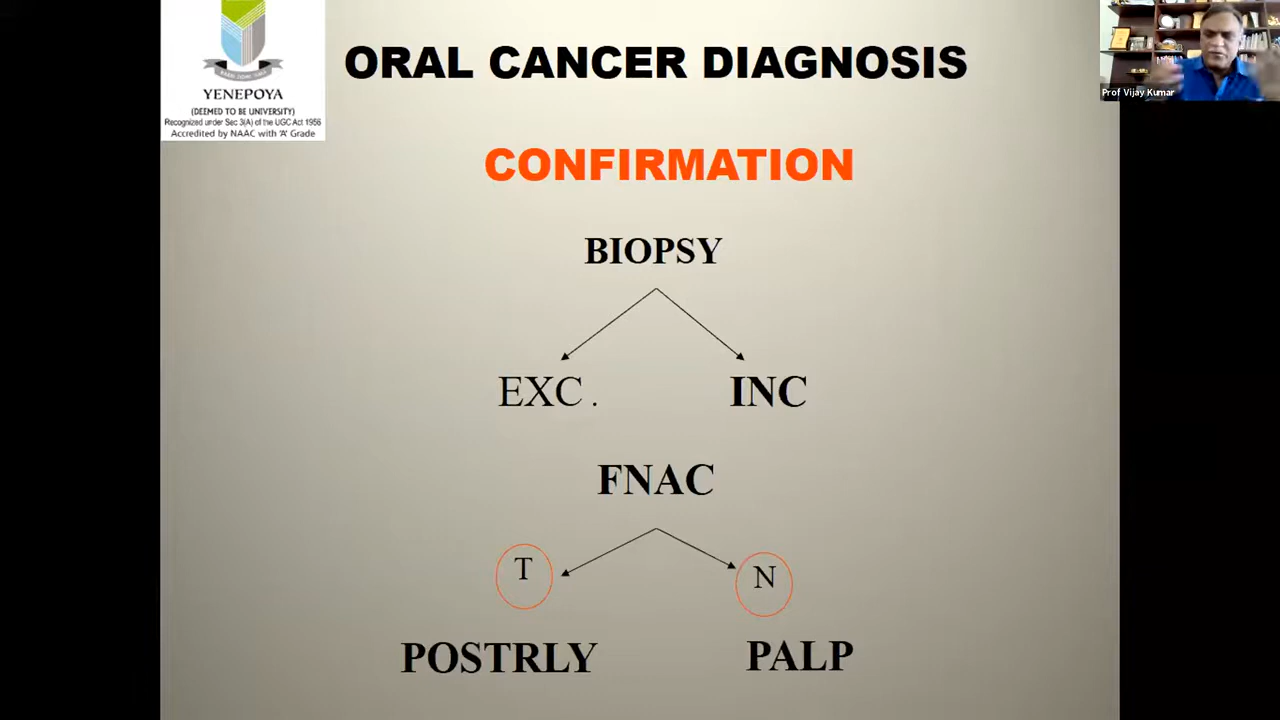 YENEPOYA
(DEEMED TO BE UNIVERSITY)
Recognized under Sec 3(A) of the UGC Act 1956
Accredited by NAAC with 'A' Grade
ORAL CANCER DIAGNOSIS
Prof Vijay Kumar
CONFIRMATION
BIOPSY
EXC . INC
FNAC
T N
POSTRLY PALP